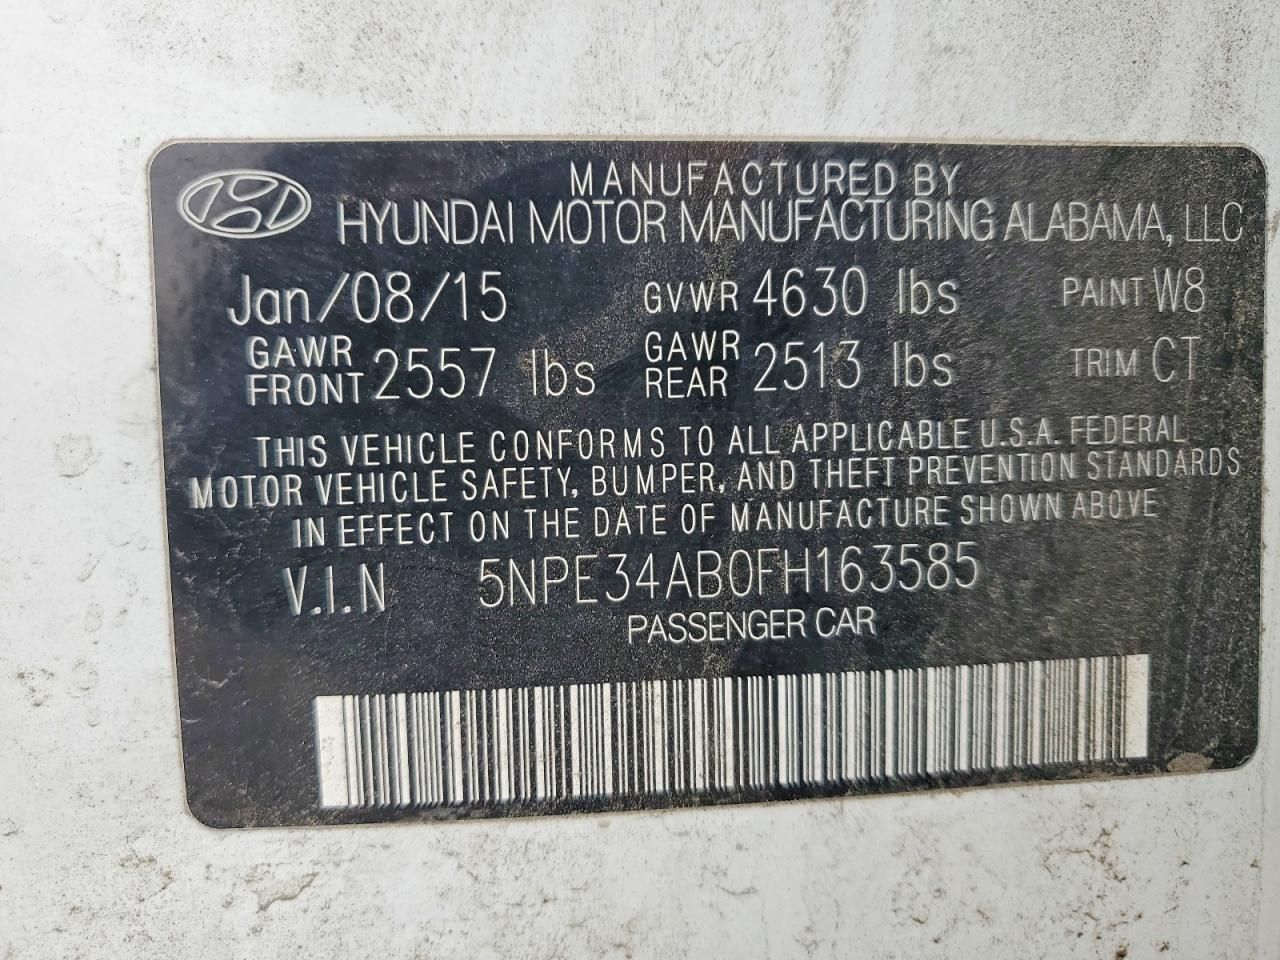 MANUFACTURED BY
HYUNDAI MOTOR MANUFACTURING ALABAMA, LLC
Jan/08/15 GVWR 4630 lbs PAINT W8
GAWR FRONT 2557 lbs GAWR REAR 2513 lbs TRIM CT
THIS VEHICLE CONFORMS TO ALL APPLICABLE U.S.A. FEDERAL
MOTOR VEHICLE SAFETY, BUMPER, AND THEFT PREVENTION STANDARDS
IN EFFECT ON THE DATE OF MANUFACTURE SHOWN ABOVE
V.I.N 5NPE34AB0FH163585
PASSENGER CAR